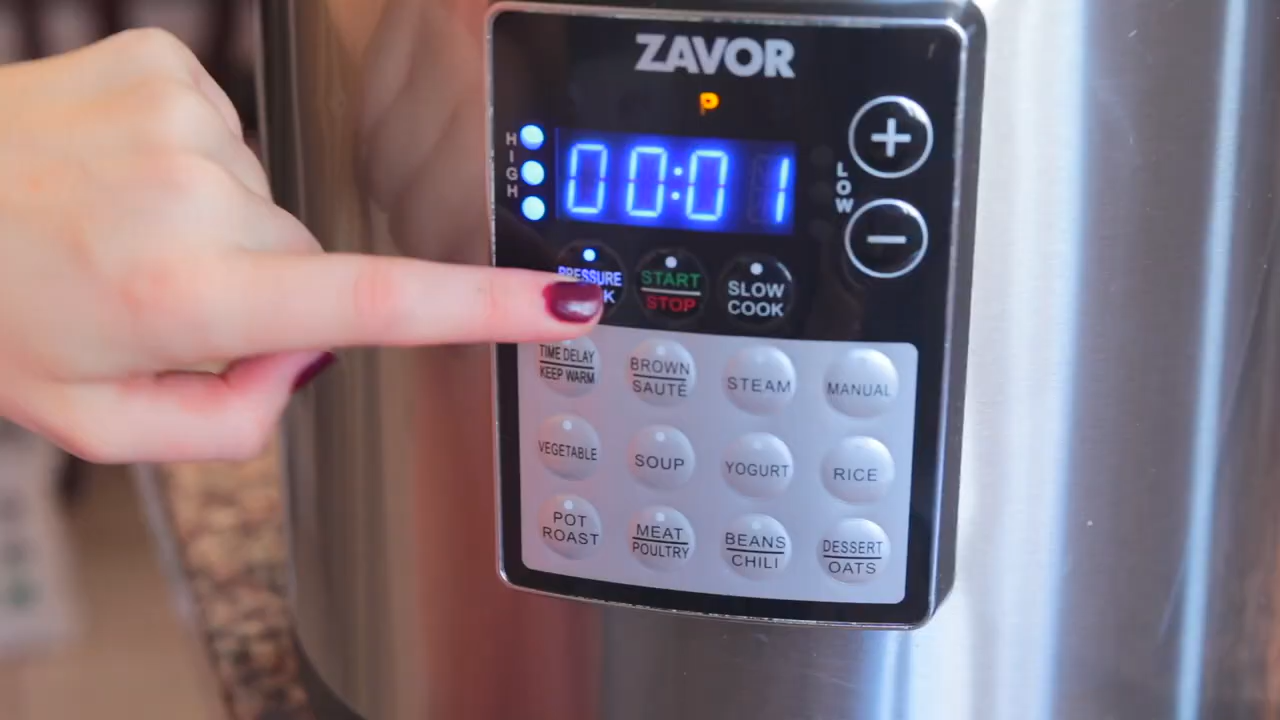 ZAVOR
P
HIGH
00:01
LOW
+
−
PRESSURE
K
START
STOP
SLOW
COOK
TIME DELAY
KEEP WARM
BROWN
SAUTÉ
STEAM
MANUAL
VEGETABLE
SOUP
YOGURT
RICE
POT
ROAST
MEAT
POULTRY
BEANS
CHILI
DESSERT
OATS